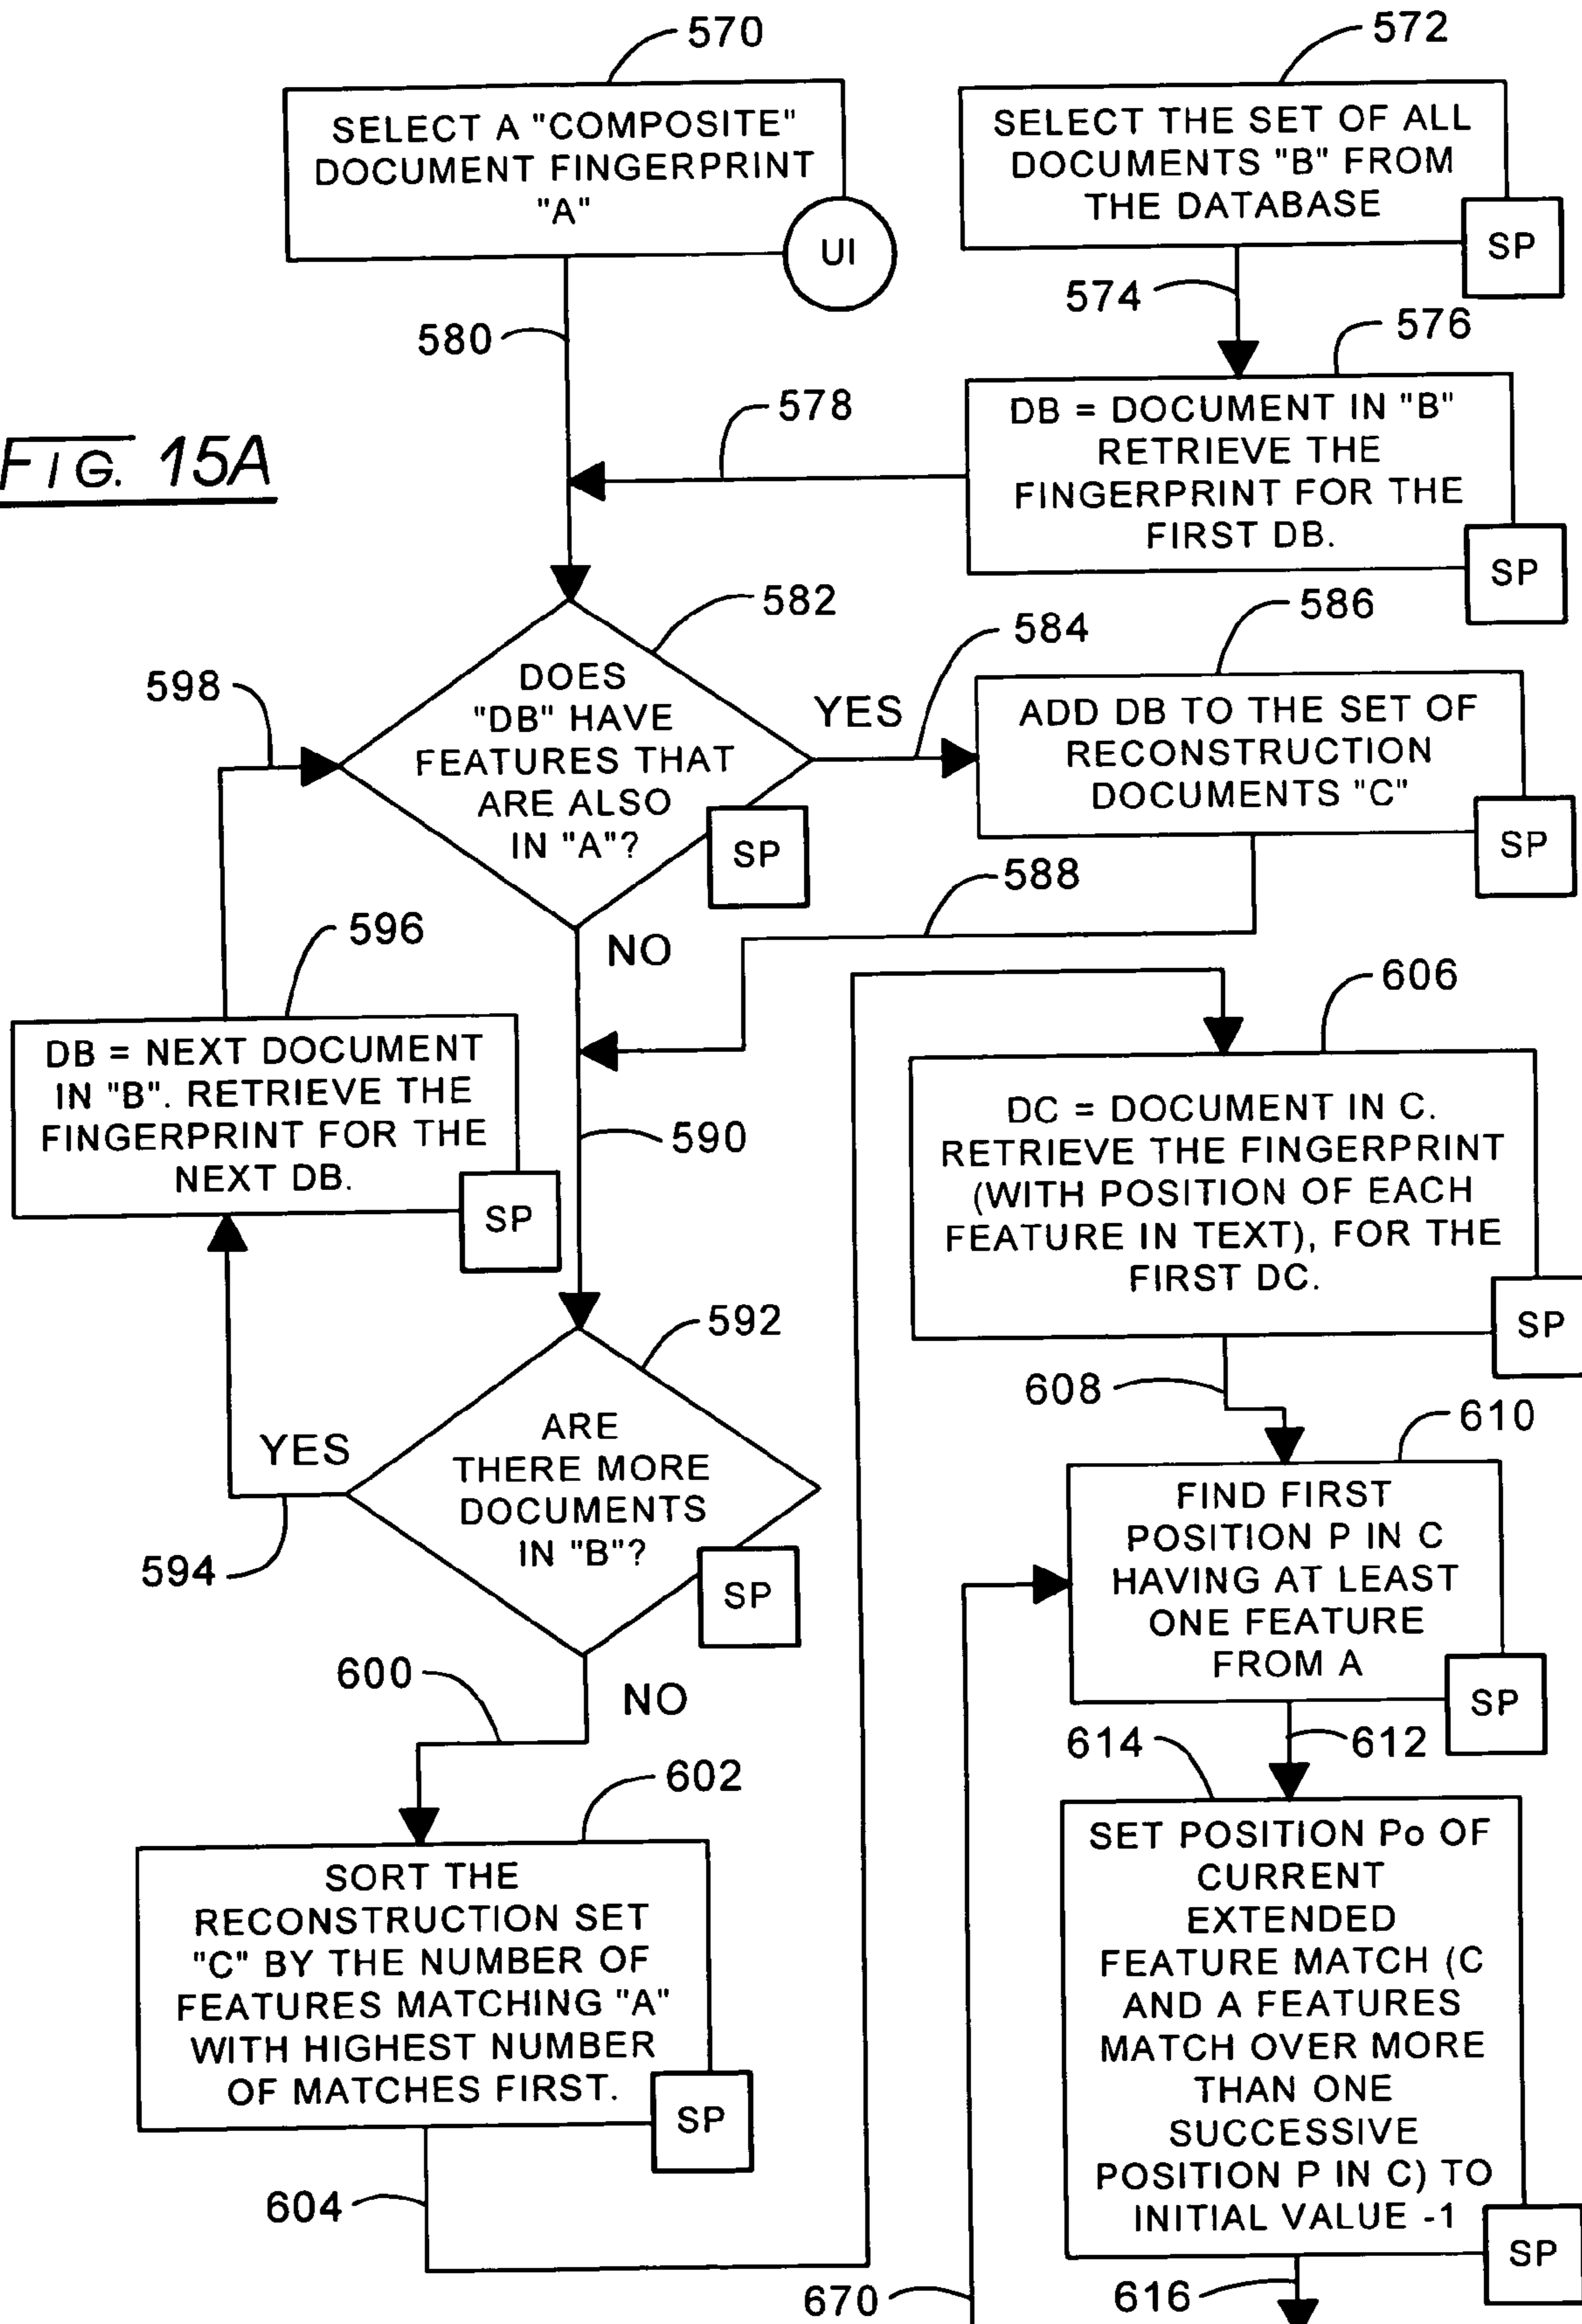 570
572
SELECT A "COMPOSITE"
DOCUMENT FINGERPRINT
"A"
UI
SELECT THE SET OF ALL
DOCUMENTS "B" FROM
THE DATABASE
SP
574
576
580
578
DB = DOCUMENT IN "B"
RETRIEVE THE
FINGERPRINT FOR THE
FIRST DB.
SP
FIG. 15A
582
584
586
598
DOES
"DB" HAVE
FEATURES THAT
ARE ALSO
IN "A"?
SP
YES
ADD DB TO THE SET OF
RECONSTRUCTION
DOCUMENTS "C"
SP
588
NO
596
606
DB = NEXT DOCUMENT
IN "B". RETRIEVE THE
FINGERPRINT FOR THE
NEXT DB.
SP
590
DC = DOCUMENT IN C.
RETRIEVE THE FINGERPRINT
(WITH POSITION OF EACH
FEATURE IN TEXT), FOR THE
FIRST DC.
SP
592
608
610
YES
594
ARE
THERE MORE
DOCUMENTS
IN "B"?
SP
FIND FIRST
POSITION P IN C
HAVING AT LEAST
ONE FEATURE
FROM A
SP
600
NO
614
612
602
SORT THE
RECONSTRUCTION SET
"C" BY THE NUMBER OF
FEATURES MATCHING "A"
WITH HIGHEST NUMBER
OF MATCHES FIRST.
SP
SET POSITION Po OF
CURRENT
EXTENDED
FEATURE MATCH (C
AND A FEATURES
MATCH OVER MORE
THAN ONE
SUCCESSIVE
POSITION P IN C) TO
INITIAL VALUE -1
SP
604
670
616